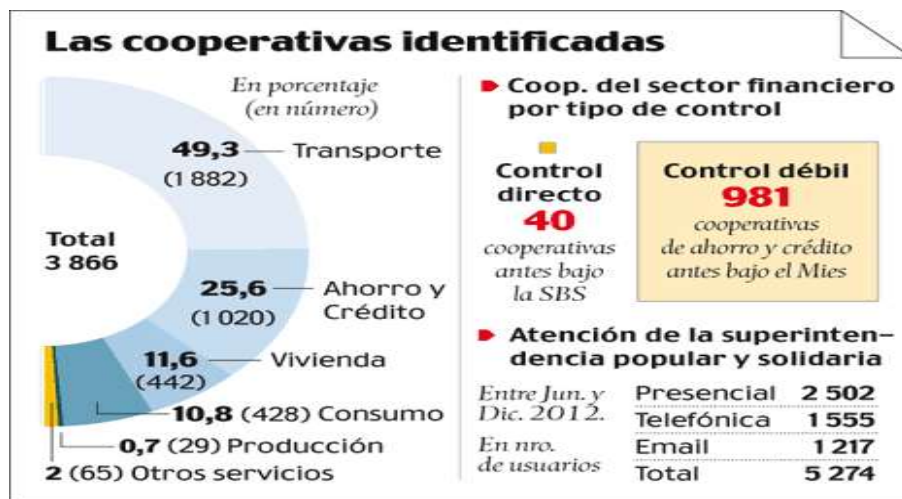 Las cooperativas identificadas
En porcentaje
(en número)
49,3 Transporte
(1 882)
Total
3 866
25,6 Ahorro y
(1 020) Crédito
11,6 Vivienda
(442)
10,8 (428) Consumo
0,7 (29) Producción
2 (65) Otros servicios
Coop. del sector financiero
por tipo de control
Control
directo
40
cooperativas
antes bajo
la SBS
Control débil
981
cooperativas
de ahorro y crédito
antes bajo el Mies
Atención de la superinten-
dencia popular y solidaria
Entre Jun. y
Dic. 2012.
En nro.
de usuarios
Presencial 2 502
Telefónica 1 555
Email 1 217
Total 5 274